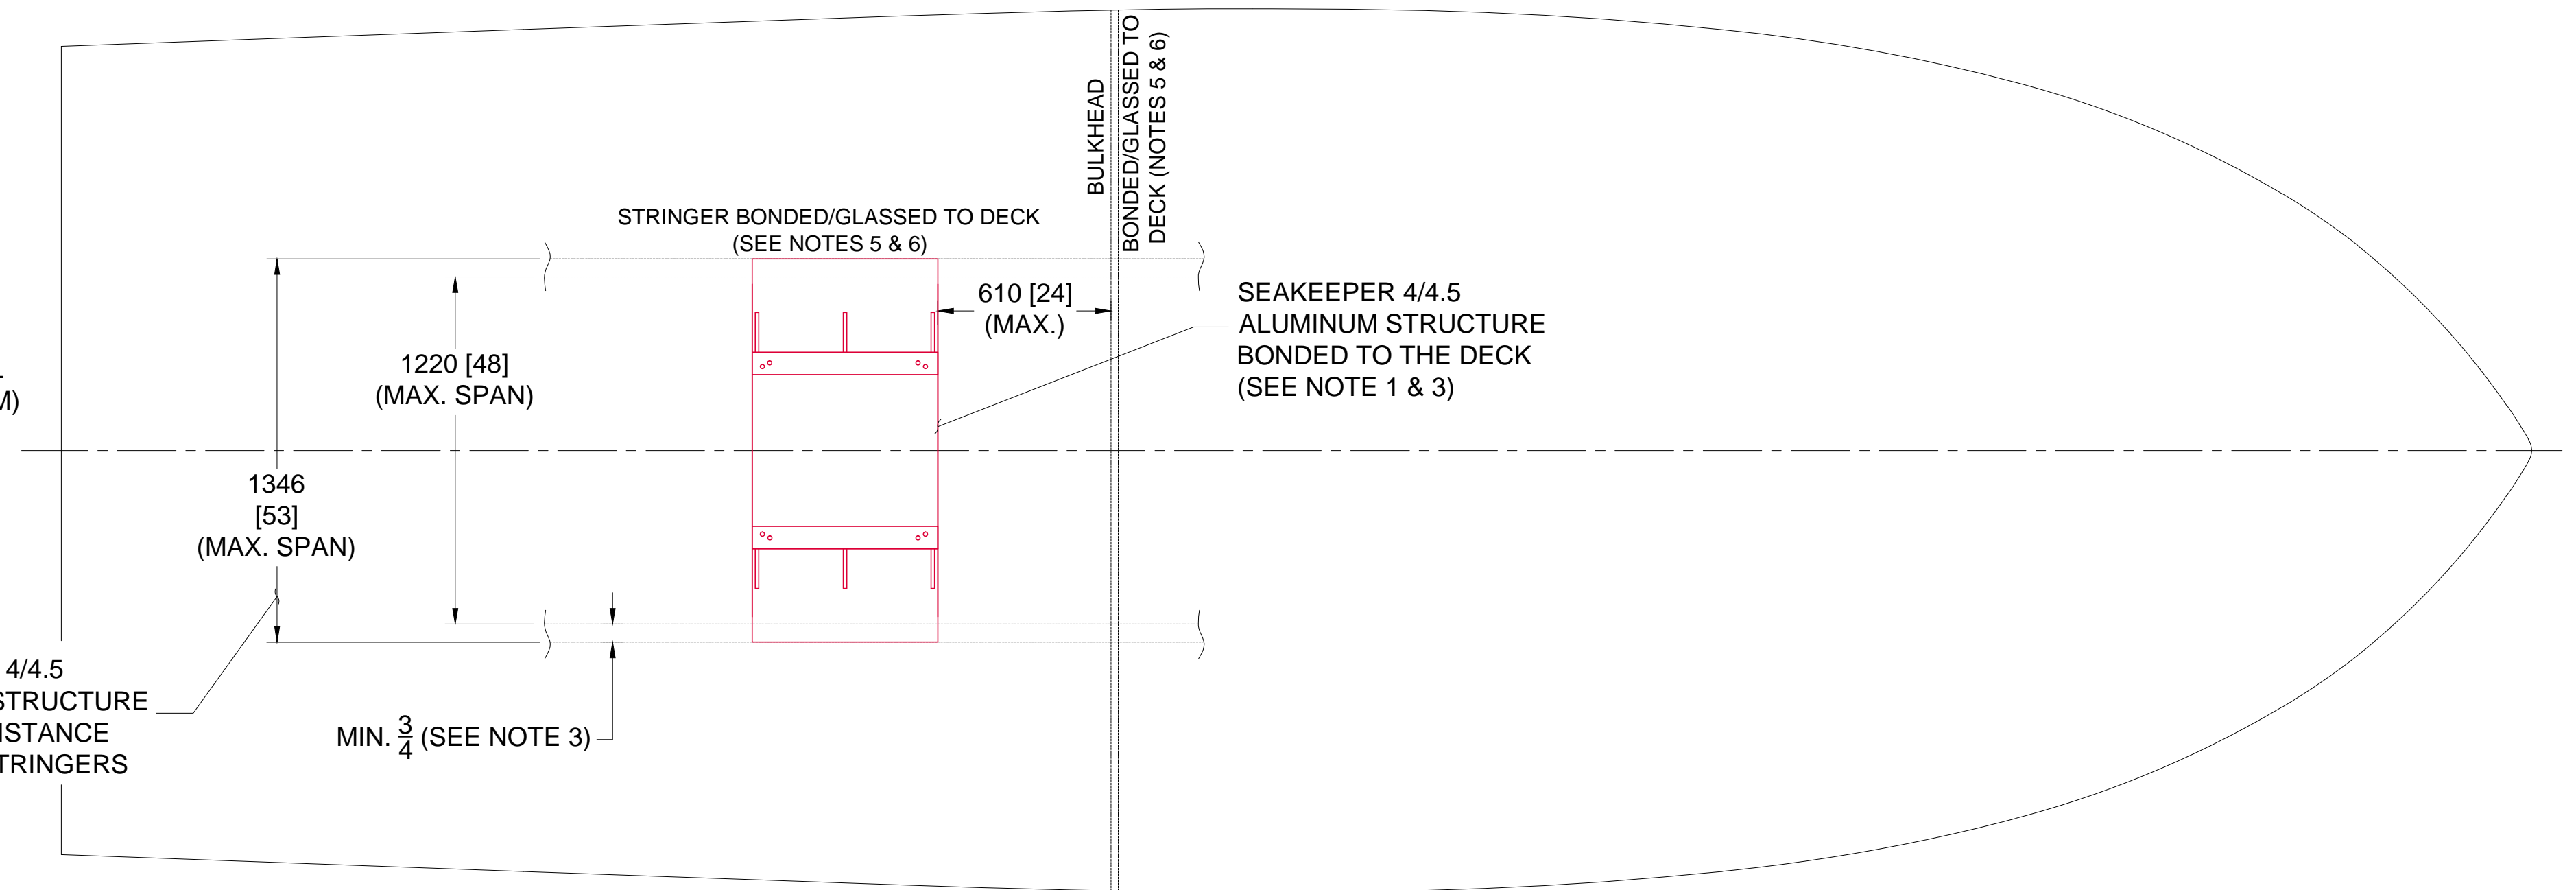 BULKHEAD
BONDED/GLASSED TO
DECK (NOTES 5 & 6)
STRINGER BONDED/GLASSED TO DECK
(SEE NOTES 5 & 6)
610 [24]
(MAX.)
SEAKEEPER 4/4.5
ALUMINUM STRUCTURE
BONDED TO THE DECK
(SEE NOTE 1 & 3)
1220 [48]
(MAX. SPAN)
1346
[53]
(MAX. SPAN)
4/4.5
STRUCTURE
MIN. 3/4 (SEE NOTE 3)